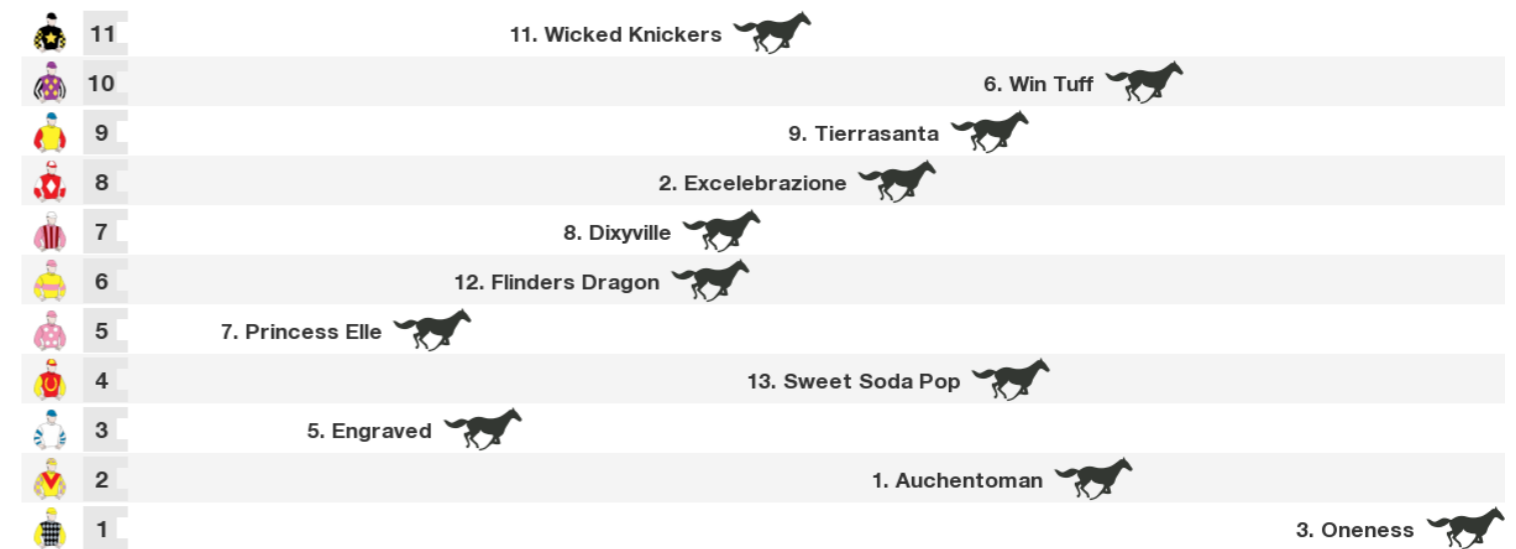 11 11. Wicked Knickers
10 6. Win Tuff
9 9. Tierrasanta
8 2. Excelebrazione
7 8. Dixyville
6 12. Flinders Dragon
5 7. Princess Elle
4 13. Sweet Soda Pop
3 5. Engraved
2 1. Auchentoman
1 3. Oneness